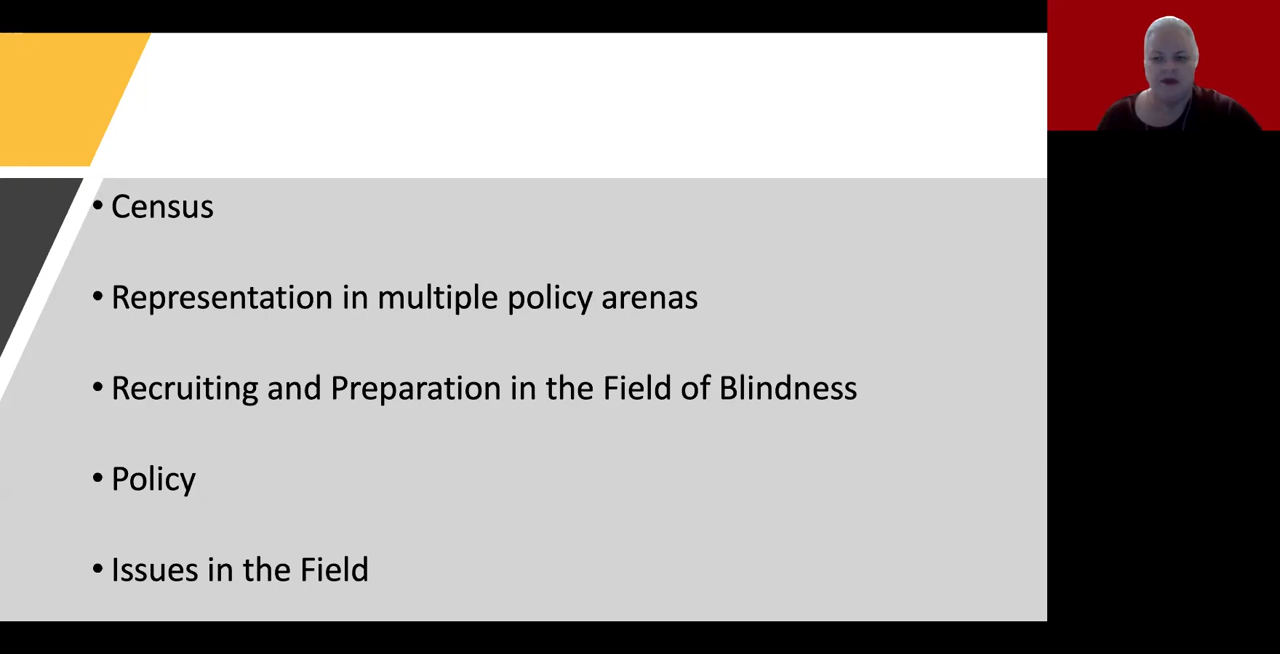 • Census
• Representation in multiple policy arenas
• Recruiting and Preparation in the Field of Blindness
• Policy
• Issues in the Field